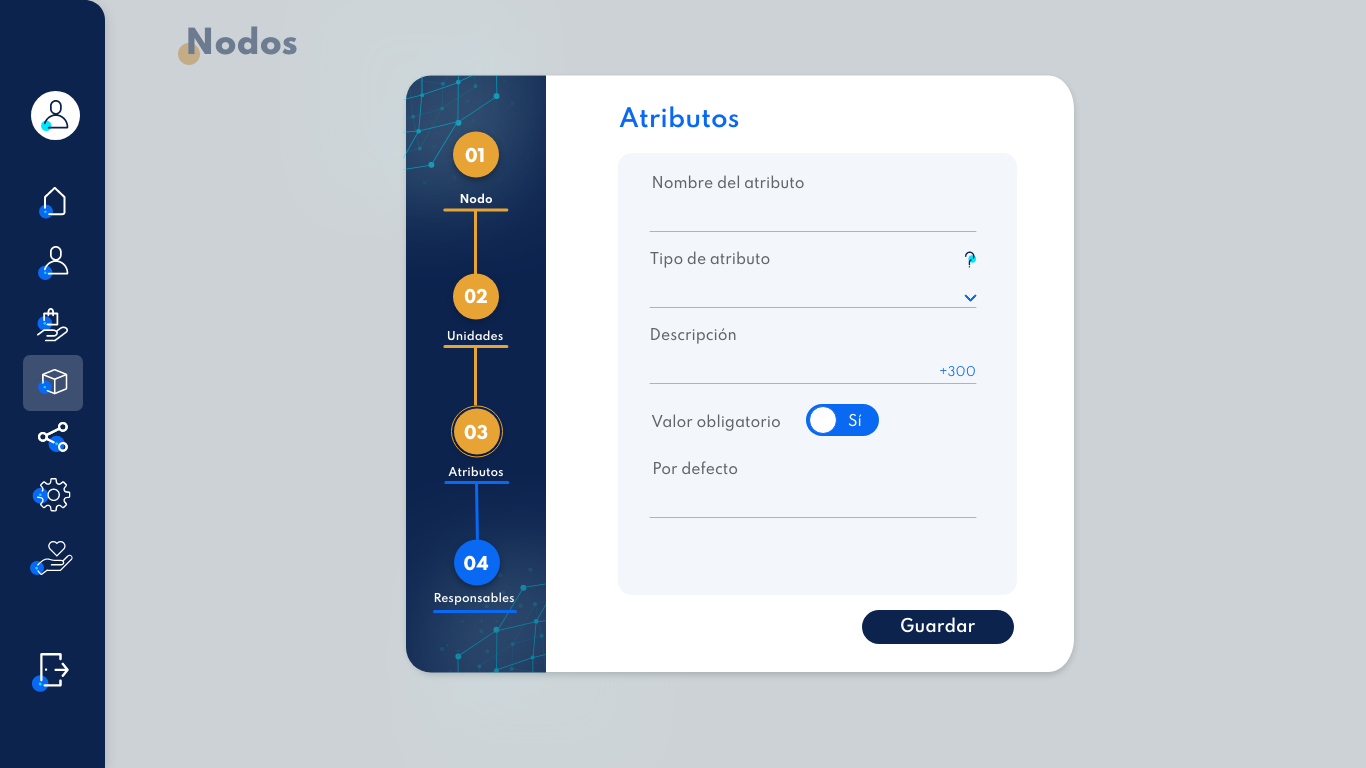 Nodos
01
Nodo
02
Unidades
03
Atributos
04
Responsables
Atributos
Nombre del atributo
Tipo de atributo
?
Descripción
+300
Valor obligatorio
Sí
Por defecto
Guardar